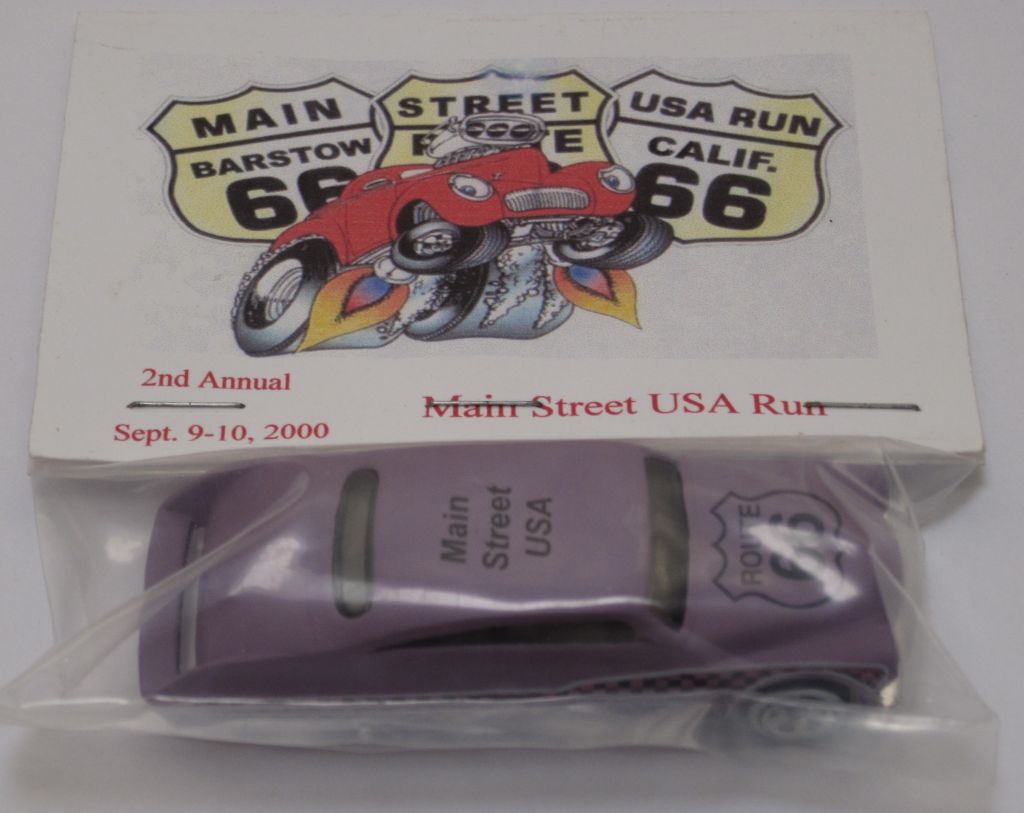 MAIN STREET USA RUN
BARSTOW CALIF.
66 66
2nd Annual
Main Street USA Run
Sept. 9-10, 2000
Main
Street
USA
ROUTE
66